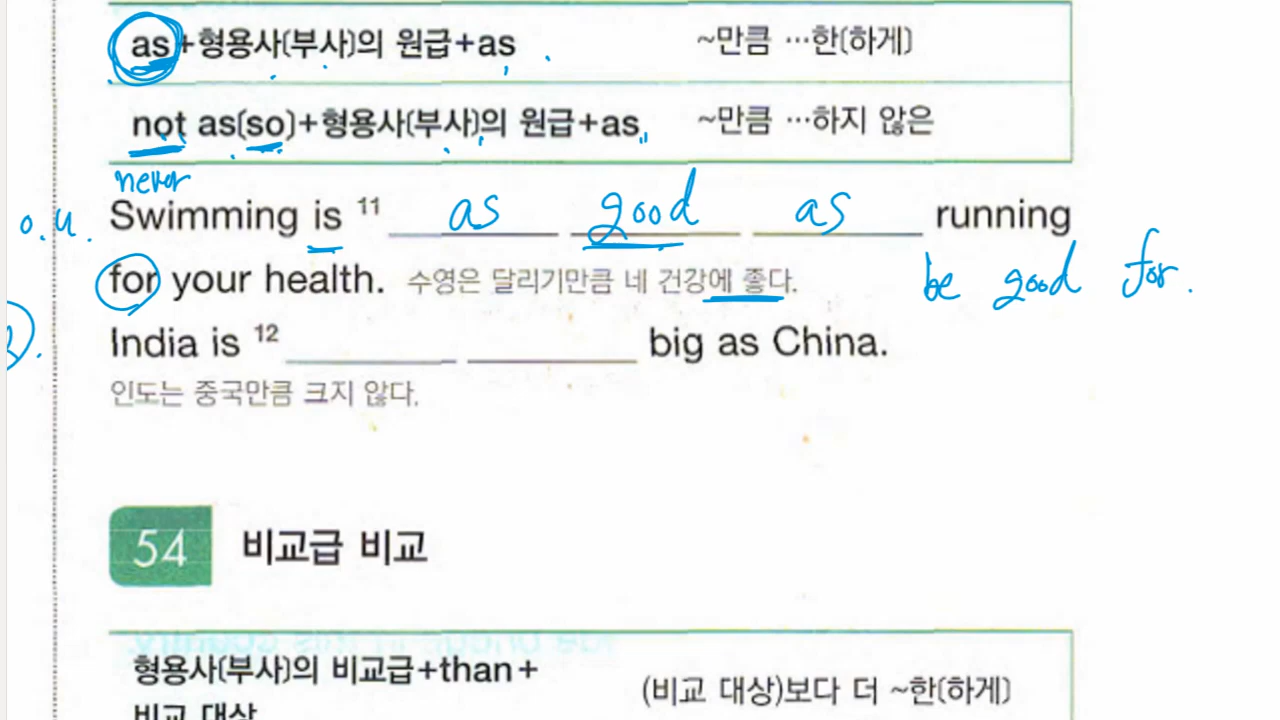 as+형용사(부사)의 원급+as ~만큼 …한(하게)
not as(so)+형용사(부사)의 원급+as ~만큼 …하지 않은
never
o.u. Swimming is 11 as good as running
for your health. 수영은 달리기만큼 네 건강에 좋다. be good for.
India is 12 big as China.
인도는 중국만큼 크지 않다.
54 비교급 비교
형용사(부사)의 비교급+than+
(비교 대상)보다 더 ~한(하게)
비교 대상